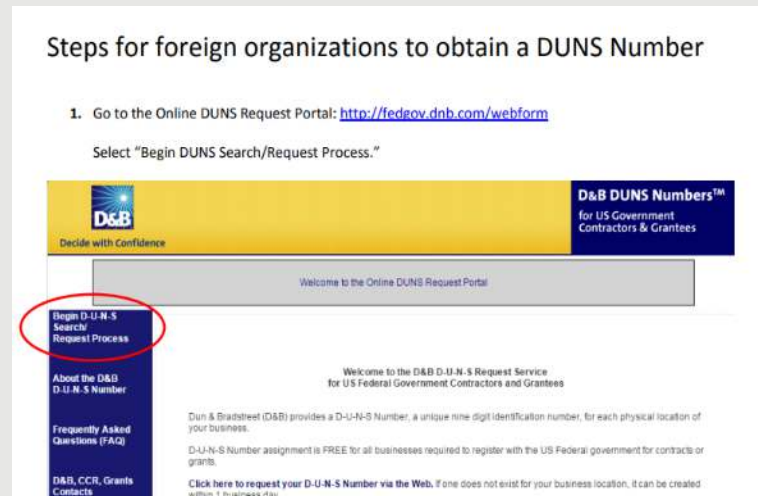 Steps for foreign organizations to obtain a DUNS Number
1. Go to the Online DUNS Request Portal: http://fedgov.dnb.com/webform
Select “Begin DUNS Search/Request Process.”
D&B
Decide with Confidence
D&B DUNS Numbers™
for US Government
Contractors & Grantees
Welcome to the Online DUNS Request Portal
Begin D-U-N-S
Search/
Request Process
About the D&B
D-U-N-S Number
Frequently Asked
Questions (FAQ)
D&B, CCR, Grants
Contacts
Welcome to the D&B D-U-N-S Request Service
for US Federal Government Contractors and Grantees
Dun & Bradstreet (D&B) provides a D-U-N-S Number, a unique nine digit identification number, for each physical location of
your business.
D-U-N-S Number assignment is FREE for all businesses required to register with the US Federal government for contracts or
grants.
Click here to request your D-U-N-S Number via the Web. If one does not exist for your business location, it can be created
within 1 business day.